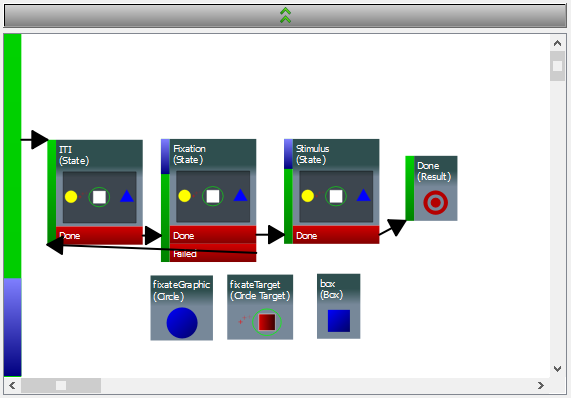 ITI
(State)
Done
Fixation
(State)
Done
Failed
Stimulus
(State)
Done
Done
(Result)
fixateGraphic
(Circle)
fixateTarget
(Circle Target)
box
(Box)